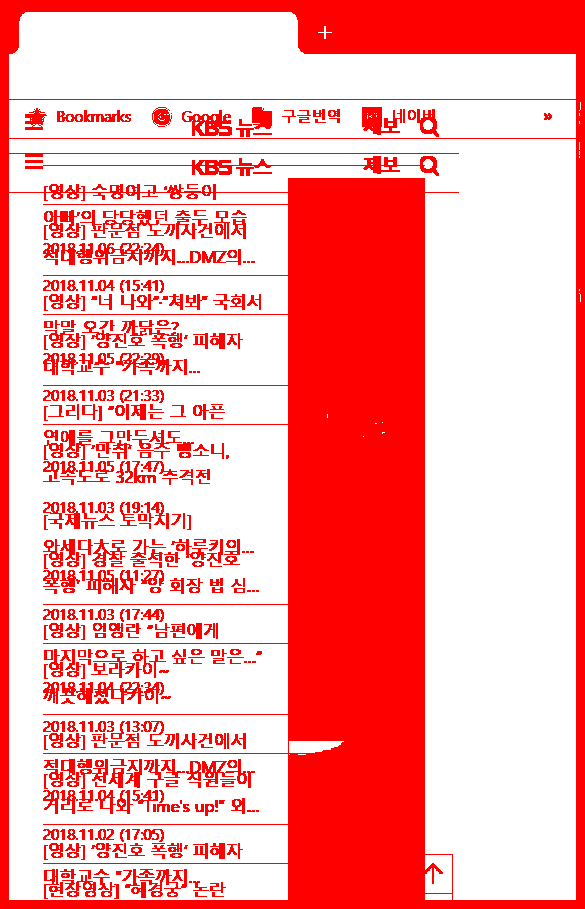 +
Bookmarks Google 구글번역 네이버 »
KBS 뉴스 제보
KBS 뉴스 제보
[영상] 숙명여고 '쌍둥이
아빠'의 당당했던 출두 모습
[영상] 판문점 도끼사건에서
2018.11.06 (22:24)
적대행위금지까지...DMZ의...
2018.11.04 (15:41)
[영상] "너 나와"·"쳐봐" 국회서
막말 오간 까닭은?
[영상] '양진호 폭행' 피해자
2018.11.05 (22:29)
대학교수 "가족까지...
2018.11.03 (21:33)
[그리다] "이제는 그 아픈
연애를 그만두셔도...
[영상] '만취' 음주 뺑소니,
2018.11.05 (17:47)
고속도로 32km 추격전
2018.11.03 (19:14)
[국제뉴스 토막치기]
와세다大로 가는 '하루키의...
[영상] 경찰 출석한 '양진호
2018.11.05 (11:27)
폭행' 피해자 "양 회장 법 심...
2018.11.03 (17:44)
[영상] 임앵란 "남편에게
마지막으로 하고 싶은 말은..."
[영상] 보라카이~
2018.11.04 (22:34)
깨끗해졌다카이~
2018.11.03 (13:07)
[영상] 판문점 도끼사건에서
적대행위금지까지...DMZ의...
[영상] 전세계 구글 직원들이
2018.11.04 (15:41)
거리로 나와 "Time's up!" 외...
2018.11.02 (17:05)
[영상] '양진호 폭행' 피해자
대학교수 "가족까지...
[현장영상] "혜경궁" 논란